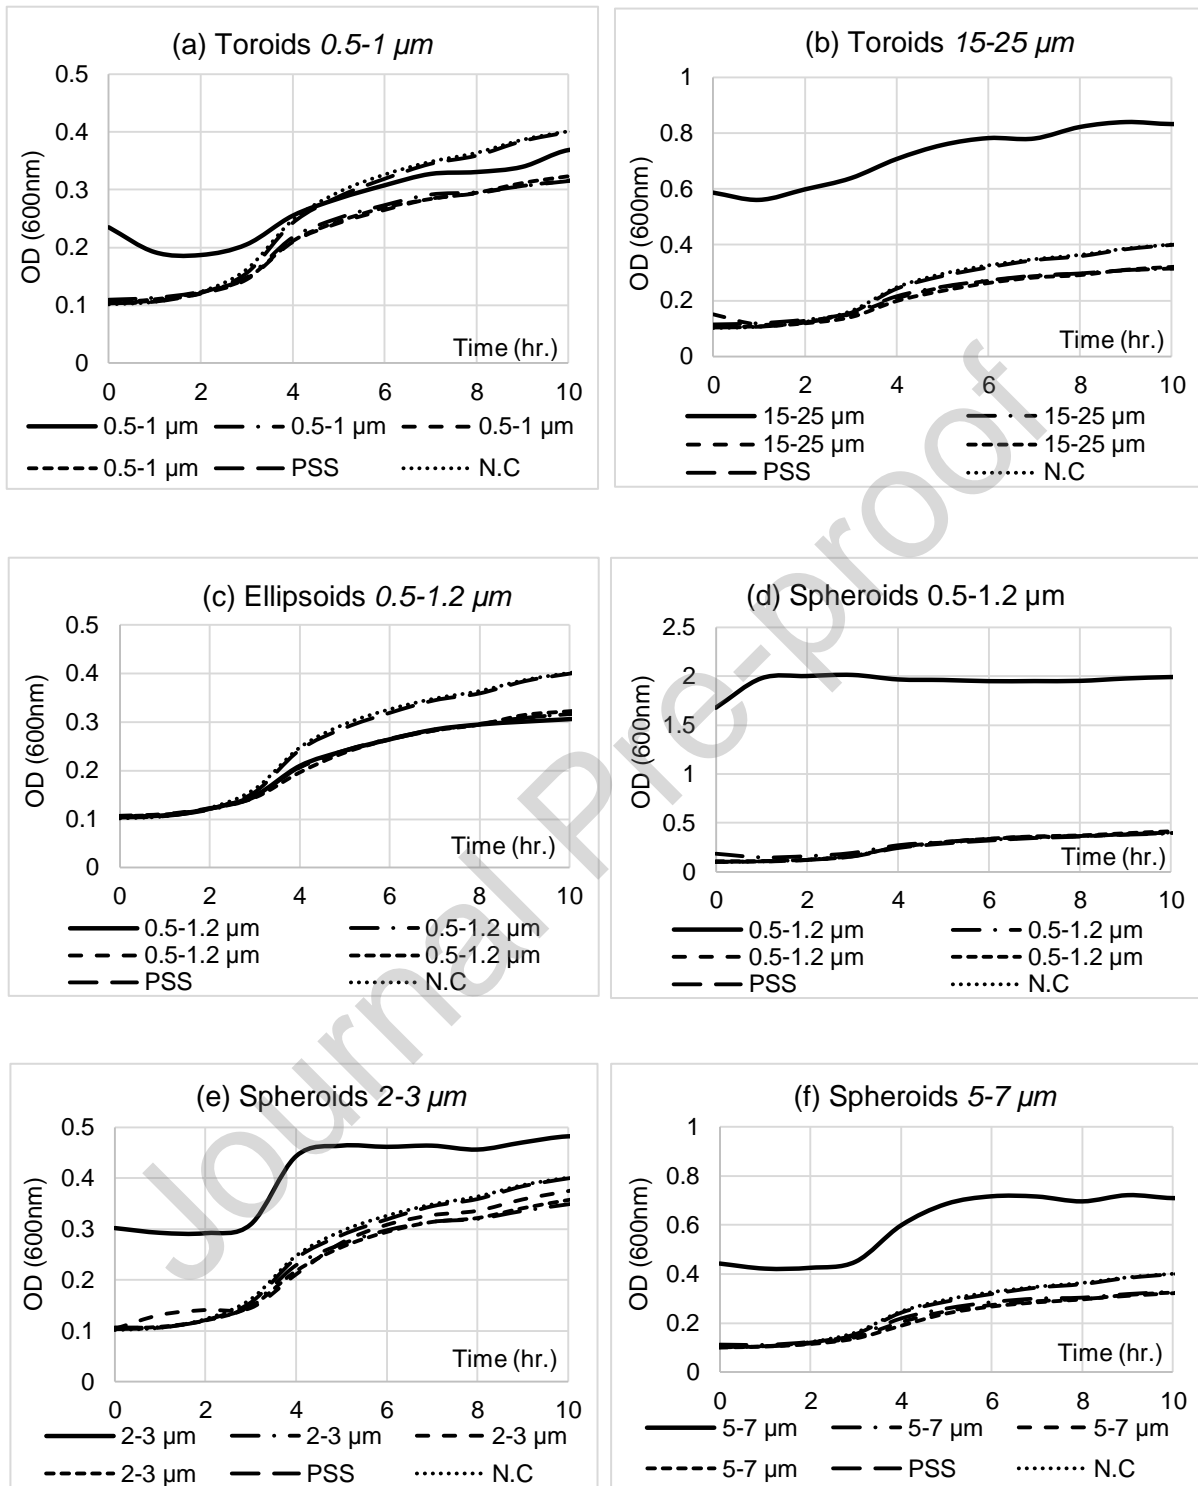 (a) Toroids 0.5-1 µm
0.5
0.4
0.3
0.2
0.1
0
OD (600nm)
Time (hr.)
0 2 4 6 8 10
0.5-1 µm 0.5-1 µm 0.5-1 µm
0.5-1 µm PSS N.C
(b) Toroids 15-25 µm
1
0.8
0.6
0.4
0.2
0
OD (600nm)
Time (hr.)
0 2 4 6 8 10
15-25 µm 15-25 µm
15-25 µm 15-25 µm
PSS N.C
(c) Ellipsoids 0.5-1.2 µm
0.5
0.4
0.3
0.2
0.1
0
OD (600nm)
Time (hr.)
0 2 4 6 8 10
0.5-1.2 µm 0.5-1.2 µm
0.5-1.2 µm 0.5-1.2 µm
PSS N.C
(d) Spheroids 0.5-1.2 µm
2.5
2
1.5
1
0.5
0
OD (600nm)
Time (hr.)
0 2 4 6 8 10
0.5-1.2 µm 0.5-1.2 µm
0.5-1.2 µm 0.5-1.2 µm
PSS N.C
(e) Spheroids 2-3 µm
0.5
0.4
0.3
0.2
0.1
0
OD (600nm)
Time (hr.)
0 2 4 6 8 10
2-3 µm 2-3 µm 2-3 µm
2-3 µm PSS N.C
(f) Spheroids 5-7 µm
1
0.8
0.6
0.4
0.2
0
OD (600nm)
Time (hr.)
0 2 4 6 8 10
5-7 µm 5-7 µm 5-7 µm
5-7 µm PSS N.C
Journal Pre-proof